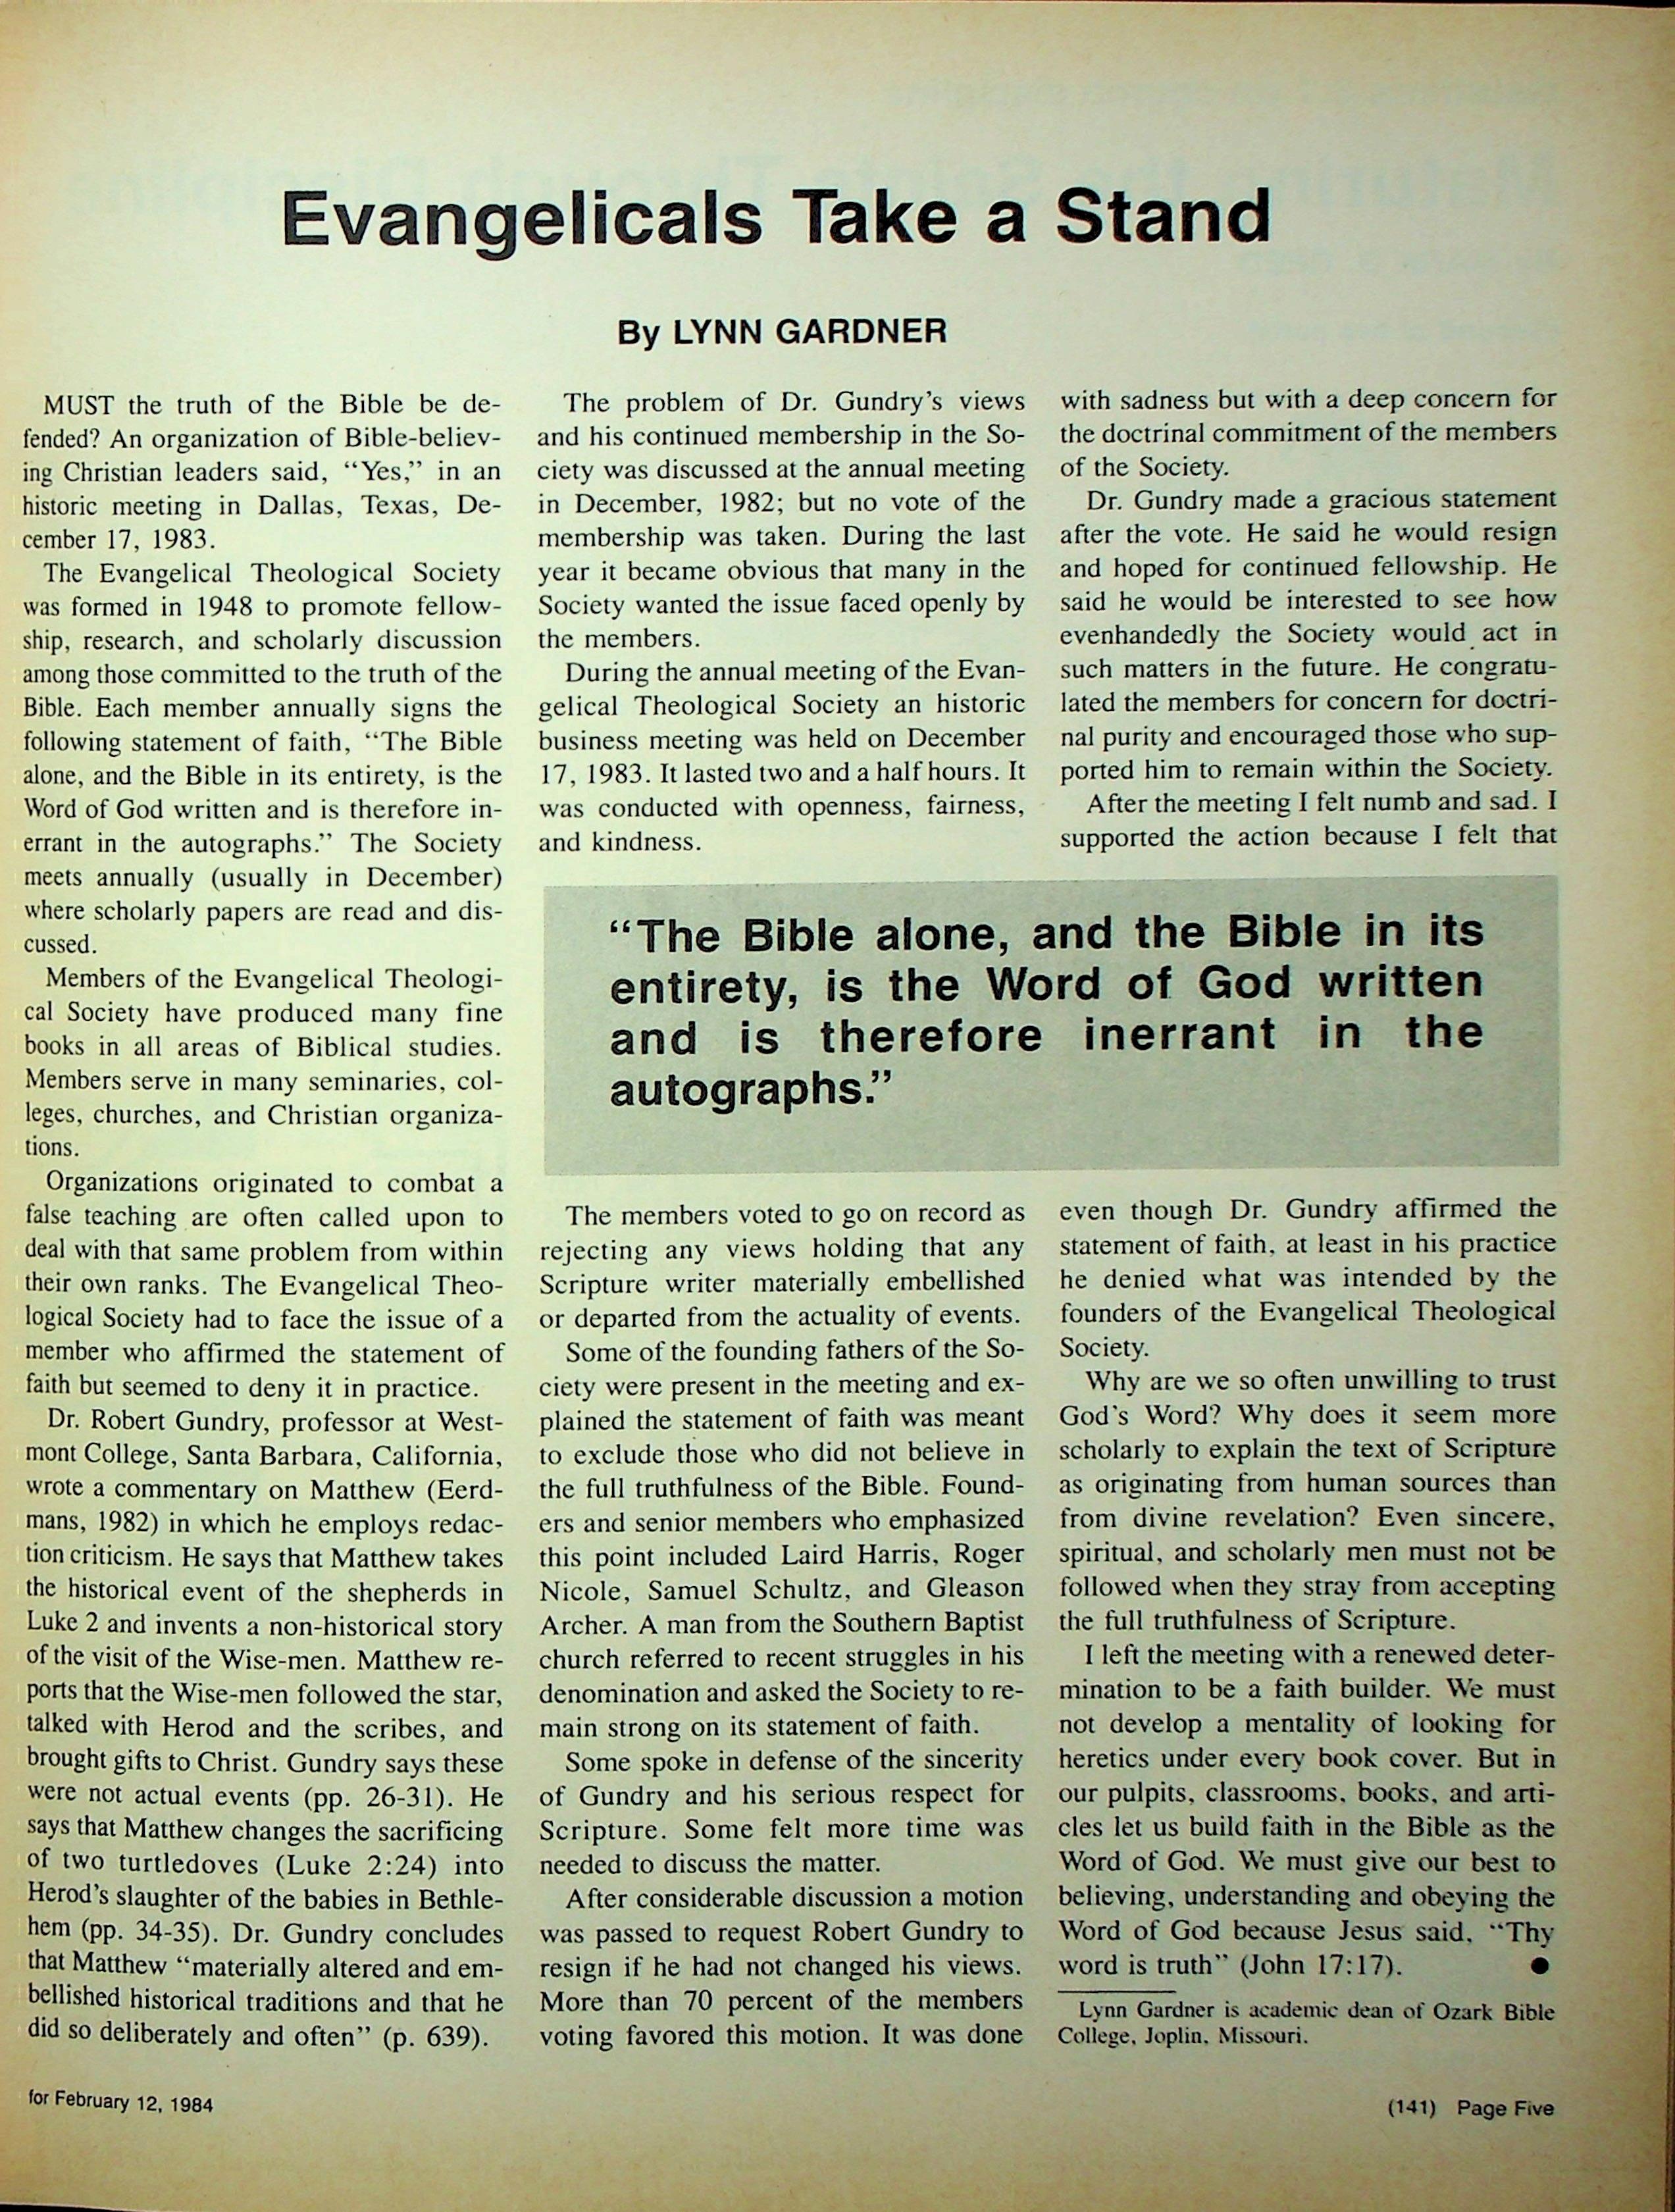 Evangelicals Take a Stand
By LYNN GARDNER
MUST the truth of the Bible be de-
fended? An organization of Bible-believ-
ing Christian leaders said, “Yes,” in an
historic meeting in Dallas, Texas, De-
cember 17, 1983.
The Evangelical Theological Society
was formed in 1948 to promote fellow-
ship, research, and scholarly discussion
among those committed to the truth of the
Bible. Each member annually signs the
following statement of faith, “The Bible
alone, and the Bible in its entirety, is the
Word of God written and is therefore in-
errant in the autographs.” The Society
meets annually (usually in December)
where scholarly papers are read and dis-
cussed.
Members of the Evangelical Theologi-
cal Society have produced many fine
books in all areas of Biblical studies.
Members serve in many seminaries, col-
leges, churches, and Christian organiza-
tions.
Organizations originated to combat a
false teaching are often called upon to
deal with that same problem from within
their own ranks. The Evangelical Theo-
logical Society had to face the issue of a
member who affirmed the statement of
faith but seemed to deny it in practice.
Dr. Robert Gundry, professor at West-
mont College, Santa Barbara, California,
wrote a commentary on Matthew (Eerd-
mans, 1982) in which he employs redac-
tion criticism. He says that Matthew takes
the historical event of the shepherds in
Luke 2 and invents a non-historical story
of the visit of the Wise-men. Matthew re-
ports that the Wise-men followed the star,
talked with Herod and the scribes, and
brought gifts to Christ. Gundry says these
were not actual events (pp. 26-31). He
says that Matthew changes the sacrificing
of two turtledoves (Luke 2:24) into
Herod’s slaughter of the babies in Bethle-
hem (pp. 34-35). Dr. Gundry concludes
that Matthew “materially altered and em-
bellished historical traditions and that he
did so deliberately and often” (p. 639).
The problem of Dr. Gundry’s views
and his continued membership in the So-
ciety was discussed at the annual meeting
in December, 1982; but no vote of the
membership was taken. During the last
year it became obvious that many in the
Society wanted the issue faced openly by
the members.
During the annual meeting of the Evan-
gelical Theological Society an historic
business meeting was held on December
17, 1983. It lasted two and a half hours. It
was conducted with openness, fairness,
and kindness.
The members voted to go on record as
rejecting any views holding that any
Scripture writer materially embellished
or departed from the actuality of events.
Some of the founding fathers of the So-
ciety were present in the meeting and ex-
plained the statement of faith was meant
to exclude those who did not believe in
the full truthfulness of the Bible. Found-
ers and senior members who emphasized
this point included Laird Harris, Roger
Nicole, Samuel Schultz, and Gleason
Archer. A man from the Southern Baptist
church referred to recent struggles in his
denomination and asked the Society to re-
main strong on its statement of faith.
Some spoke in defense of the sincerity
of Gundry and his serious respect for
Scripture. Some felt more time was
needed to discuss the matter.
After considerable discussion a motion
was passed to request Robert Gundry to
resign if he had not changed his views.
More than 70 percent of the members
voting favored this motion. It was done
with sadness but with a deep concern for
the doctrinal commitment of the members
of the Society.
Dr. Gundry made a gracious statement
after the vote. He said he would resign
and hoped for continued fellowship. He
said he would be interested to see how
evenhandedly the Society would act in
such matters in the future. He congratu-
lated the members for concern for doctri-
nal purity and encouraged those who sup-
ported him to remain within the Society.
After the meeting I felt numb and sad. I
supported the action because I felt that
“The Bible alone, and the Bible in its
entirety, is the Word of God written
and is therefore inerrant in the
autographs.”
even though Dr. Gundry affirmed the
statement of faith, at least in his practice
he denied what was intended by the
founders of the Evangelical Theological
Society.
Why are we so often unwilling to trust
God’s Word? Why does it seem more
scholarly to explain the text of Scripture
as originating from human sources than
from divine revelation? Even sincere,
spiritual, and scholarly men must not be
followed when they stray from accepting
the full truthfulness of Scripture.
I left the meeting with a renewed deter-
mination to be a faith builder. We must
not develop a mentality of looking for
heretics under every book cover. But in
our pulpits, classrooms, books, and arti-
cles let us build faith in the Bible as the
Word of God. We must give our best to
believing, understanding and obeying the
Word of God because Jesus said, “Thy
word is truth” (John 17:17). ●
Lynn Gardner is academic dean of Ozark Bible
College, Joplin, Missouri.
for February 12, 1984
(141) Page Five